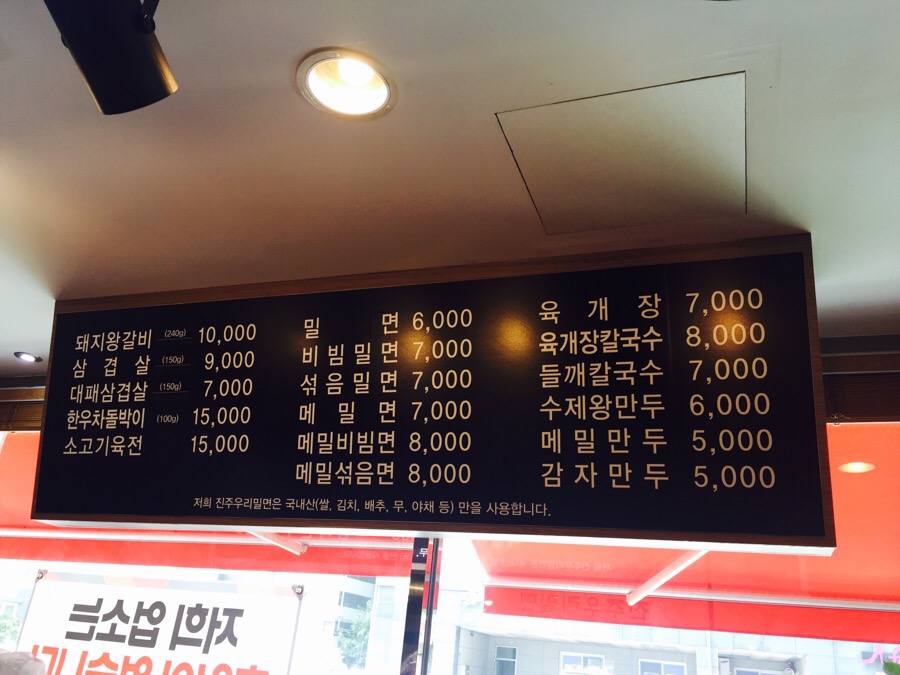 돼지왕갈비 (240g) 10,000
삼겹살 (150g) 9,000
대패삼겹살 (150g) 7,000
한우차돌박이 (100g) 15,000
소고기육전 15,000
밀면 6,000
비빔밀면 7,000
섞음밀면 7,000
메밀면 7,000
메밀비빔면 8,000
메밀섞음면 8,000
육개장 7,000
육개장칼국수 8,000
들깨칼국수 7,000
수제왕만두 6,000
메밀만두 5,000
감자만두 5,000
저희 진주우리밀면은 국내산(쌀, 김치, 배추, 무, 야채 등) 만을 사용합니다.
저희 업소는